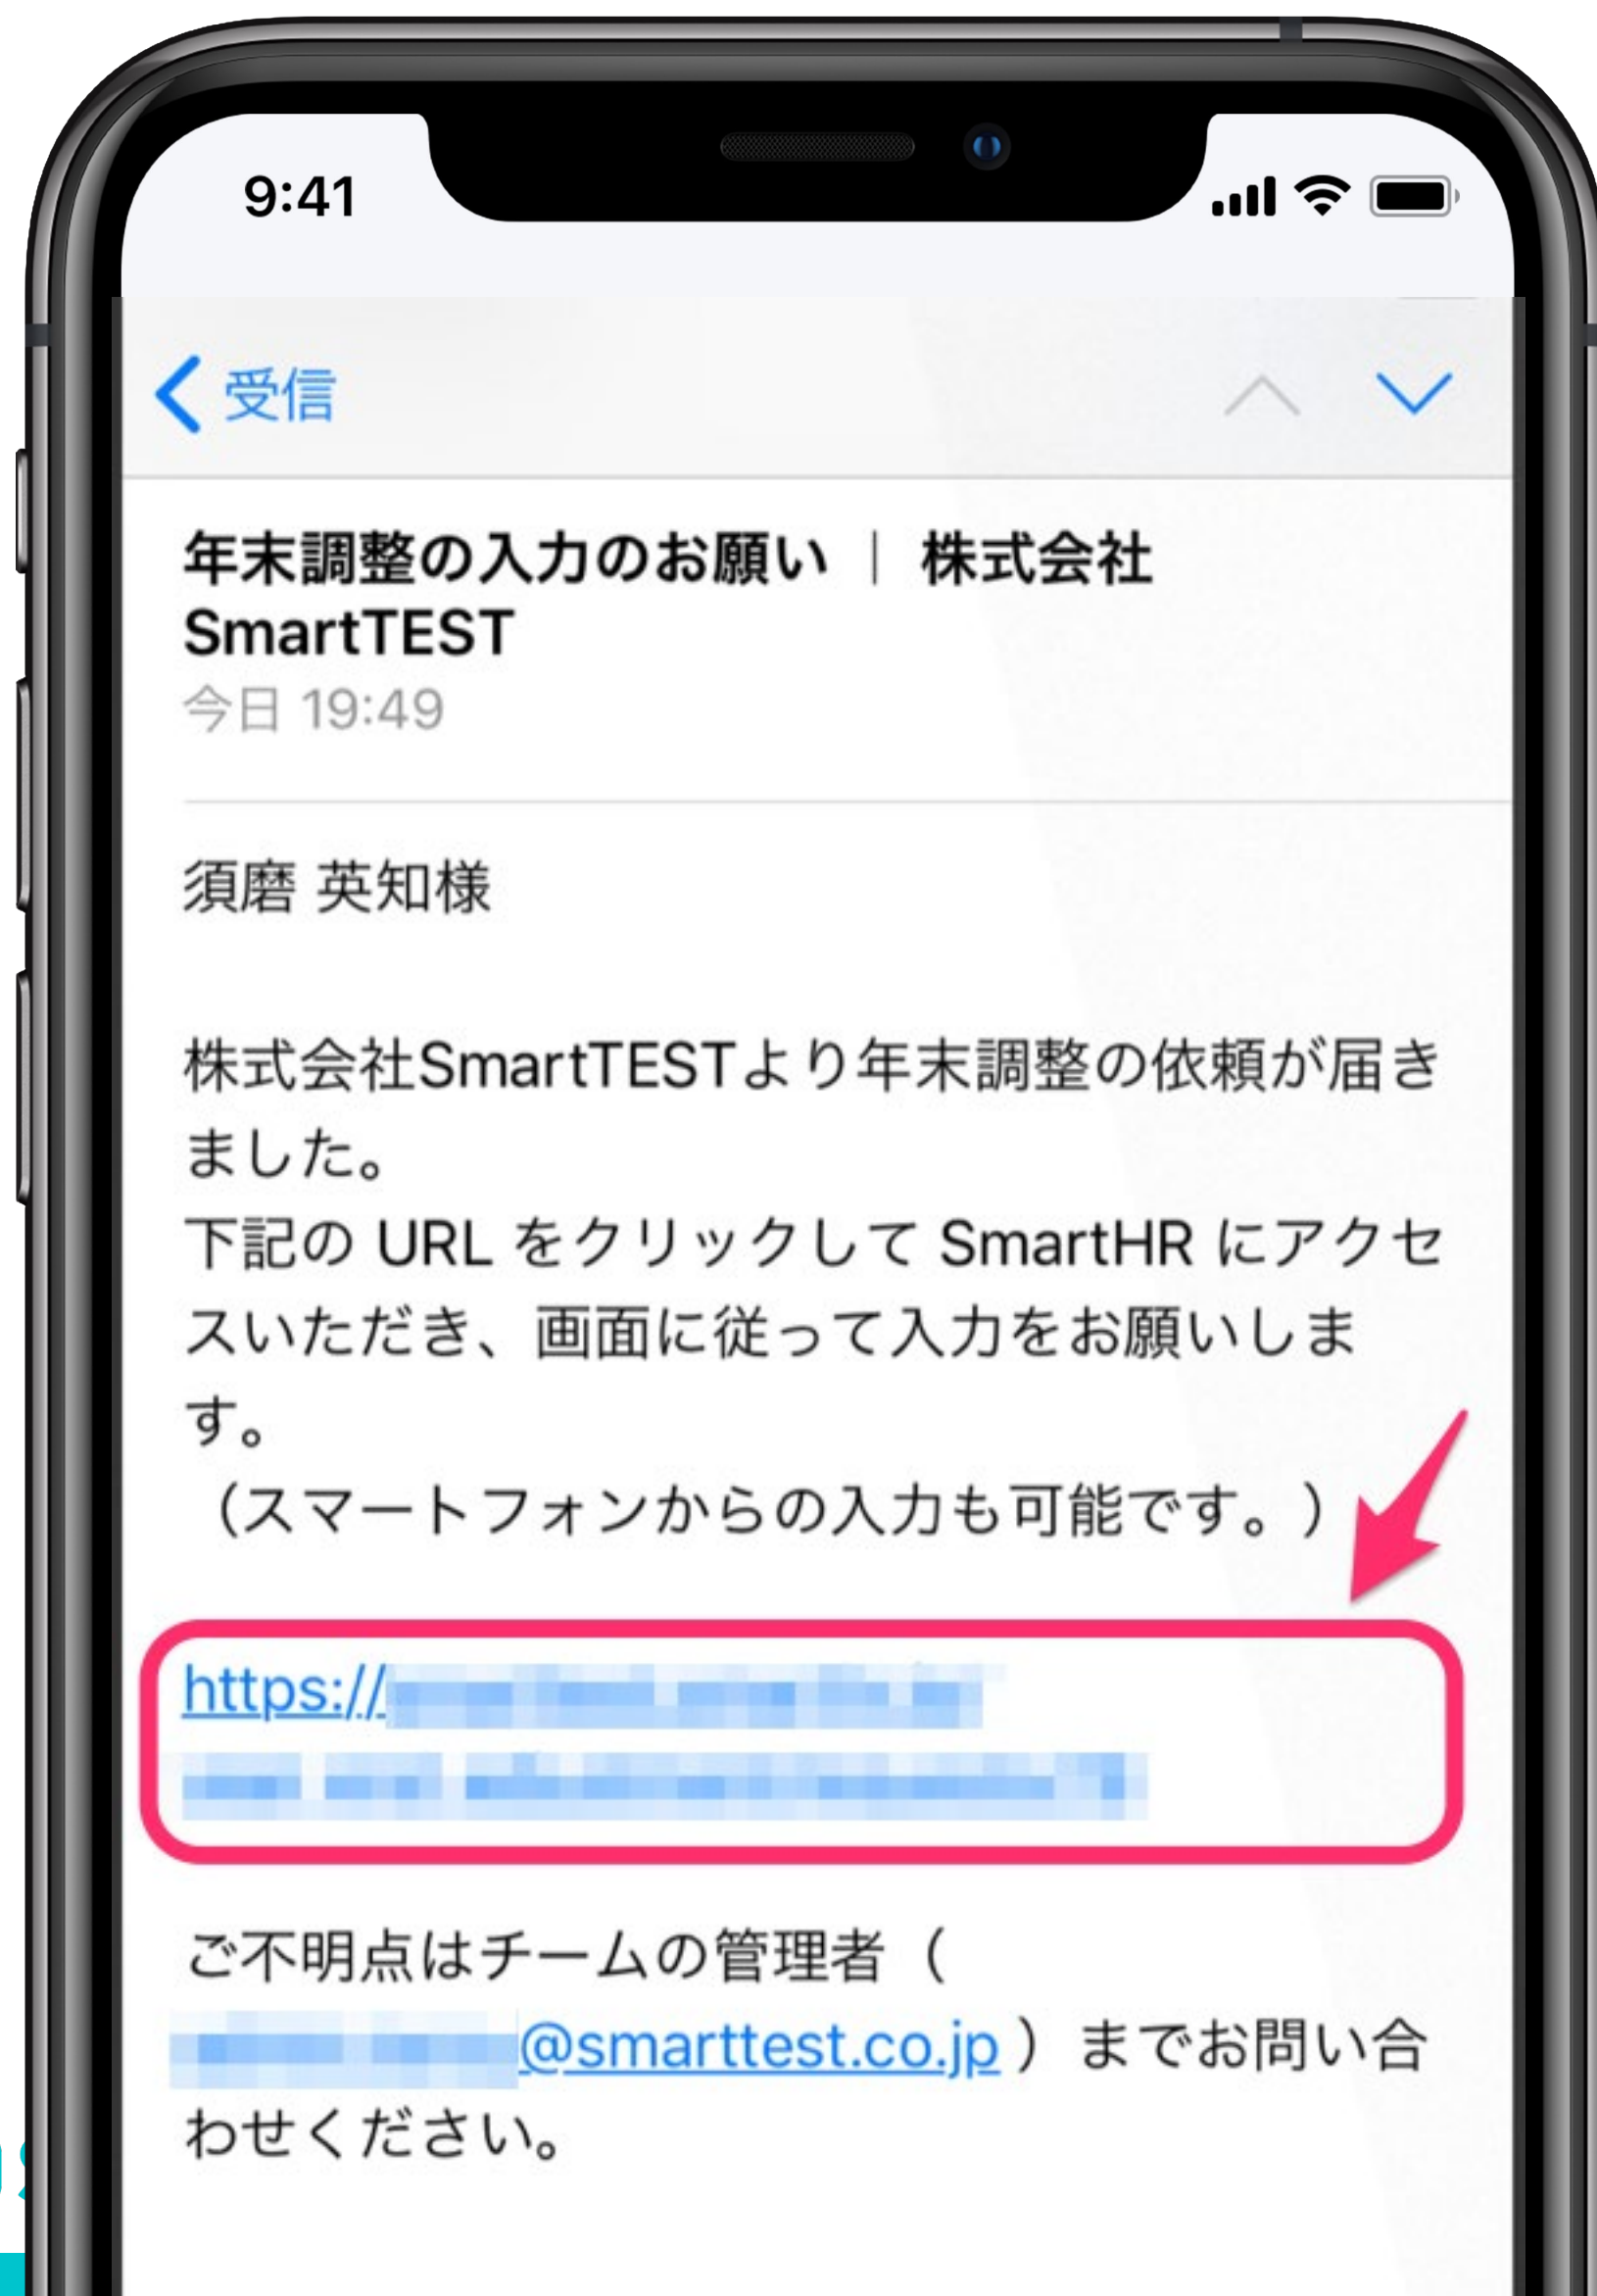 9:41
受信
年末調整の入力のお願い ｜ 株式会社
SmartTEST
今日 19:49
須磨 英知様
株式会社SmartTESTより年末調整の依頼が届き
ました。
下記の URL をクリックして SmartHR にアクセ
スいただき、画面に従って入力をお願いしま
す。
（スマートフォンからの入力も可能です。）
https://
ご不明点はチームの管理者（
@smarttest.co.jp ）までお問い合
わせください。